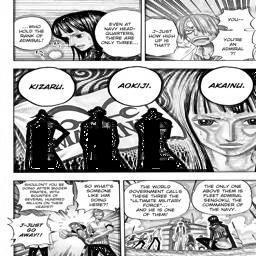 YOU--
YOU'RE
AN
ADMIRAL
?!
J-JUST
HOW HIGH
UP IS
THAT?
EVEN AT
NAVY HEAD-
QUARTERS,
THERE ARE
ONLY
THREE...
...WHO
HOLD THE
RANK OF
ADMIRAL!
AKAINU.
AOKIJI.
KIZARU.
THE ONLY ONE
ABOVE THEM IS
FLEET ADMIRAL
SENGOKU, THE
COMMANDER OF
THE NAVY.
THE WORLD
GOVERNMENT CALLS
THESE THREE THE
"ULTIMATE MILITARY
FORCE"...
AND HE IS ONE
OF THEM!
SO WHAT'S
SOMEONE
LIKE HIM
DOING
HERE?!
SHOULDN'T YOU BE
GOING AFTER BIGGER
PIRATES, WITH
BOUNTIES OF
SEVERAL HUNDRED
MILLION ON THEIR
HEADS?!
J-JUST
GO
AWAY!!